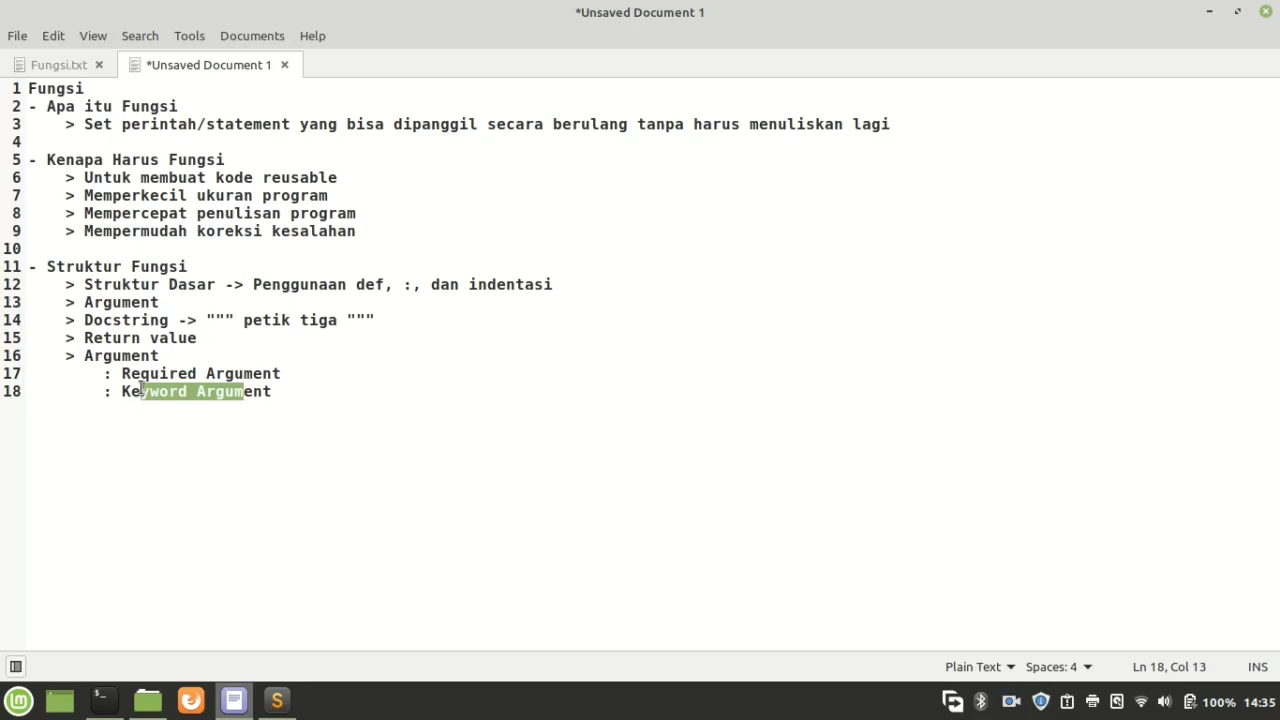 *Unsaved Document 1
File Edit View Search Tools Documents Help
Fungsi.txt *Unsaved Document 1
1 Fungsi
2 - Apa itu Fungsi
3 > Set perintah/statement yang bisa dipanggil secara berulang tanpa harus menuliskan lagi
4
5 - Kenapa Harus Fungsi
6 > Untuk membuat kode reusable
7 > Memperkecil ukuran program
8 > Mempercepat penulisan program
9 > Mempermudah koreksi kesalahan
10
11 - Struktur Fungsi
12 > Struktur Dasar -> Penggunaan def, :, dan indentasi
13 > Argument
14 > Docstring -> """ petik tiga """
15 > Return value
16 > Argument
17 : Required Argument
18 : Keyword Argument
Plain Text Spaces: 4 Ln 18, Col 13 INS
100% 14:35